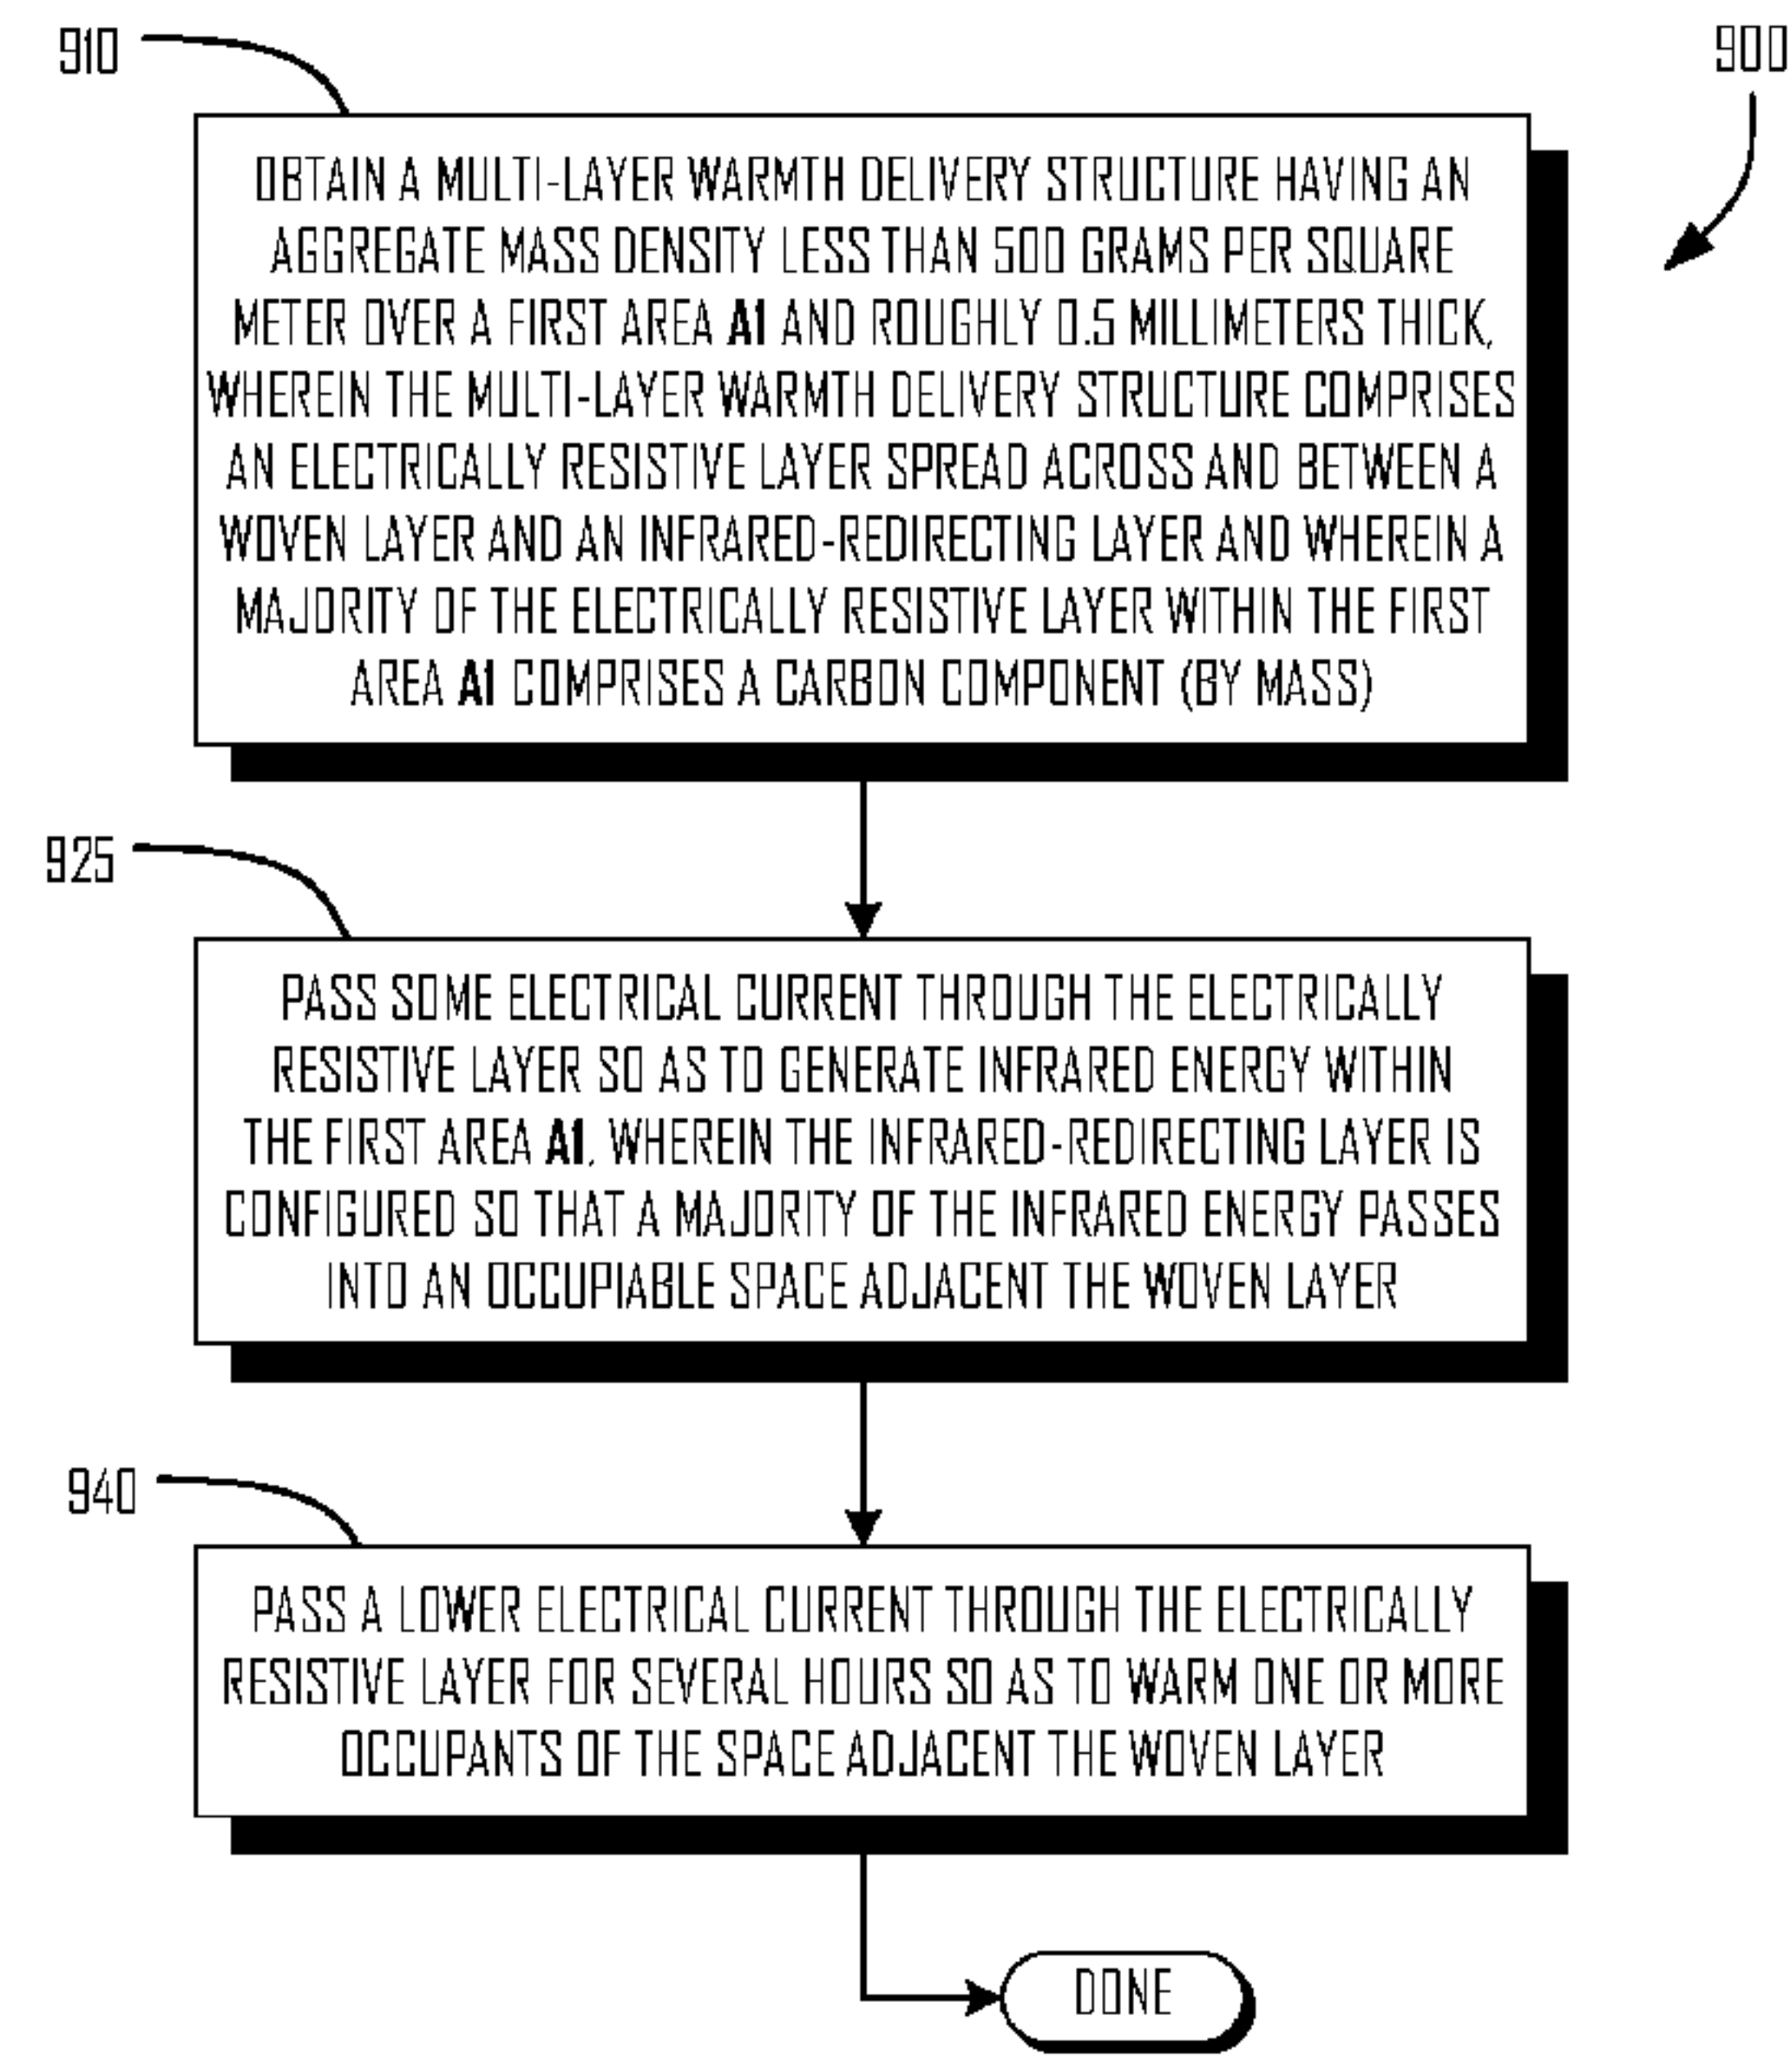 910
900
OBTAIN A MULTI-LAYER WARMTH DELIVERY STRUCTURE HAVING AN
AGGREGATE MASS DENSITY LESS THAN 500 GRAMS PER SQUARE
METER OVER A FIRST AREA A1 AND ROUGHLY 0.5 MILLIMETERS THICK,
WHEREIN THE MULTI-LAYER WARMTH DELIVERY STRUCTURE COMPRISES
AN ELECTRICALLY RESISTIVE LAYER SPREAD ACROSS AND BETWEEN A
WOVEN LAYER AND AN INFRARED-REDIRECTING LAYER AND WHEREIN A
MAJORITY OF THE ELECTRICALLY RESISTIVE LAYER WITHIN THE FIRST
AREA A1 COMPRISES A CARBON COMPONENT (BY MASS)
925
PASS SOME ELECTRICAL CURRENT THROUGH THE ELECTRICALLY
RESISTIVE LAYER SO AS TO GENERATE INFRARED ENERGY WITHIN
THE FIRST AREA A1, WHEREIN THE INFRARED-REDIRECTING LAYER IS
CONFIGURED SO THAT A MAJORITY OF THE INFRARED ENERGY PASSES
INTO AN OCCUPIABLE SPACE ADJACENT THE WOVEN LAYER
940
PASS A LOWER ELECTRICAL CURRENT THROUGH THE ELECTRICALLY
RESISTIVE LAYER FOR SEVERAL HOURS SO AS TO WARM ONE OR MORE
OCCUPANTS OF THE SPACE ADJACENT THE WOVEN LAYER
DONE